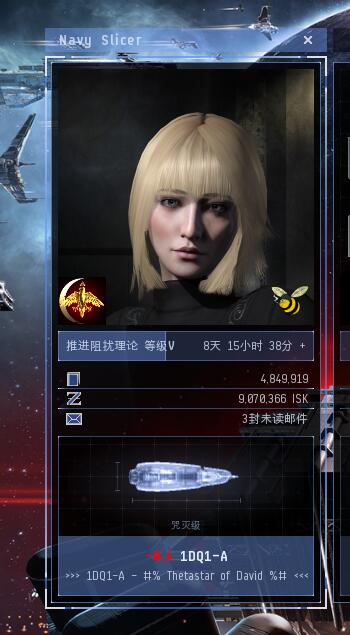 Navy Slicer
推进阻扰理论 等级V 8天 15小时 38分 +
4,849,919
9,070,366 ISK
3封未读邮件
咒灭级
1DQ1-A
>>> 1DQ1-A - #% Thetastar of David %# <<<